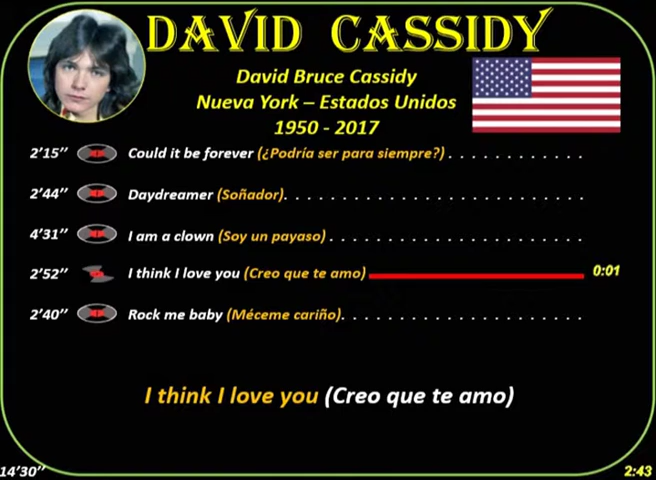 DAVID CASSIDY
David Bruce Cassidy
Nueva York – Estados Unidos
1950 - 2017
2’15’’ Could it be forever (¿Podría ser para siempre?) . . . . . . . . . . . .
2’44’’ Daydreamer (Soñador). . . . . . . . . . . . . . . . . . . . . . . . . .
4’31’’ I am a clown (Soy un payaso) . . . . . . . . . . . . . . . . . . . . . .
2’52’’ I think I love you (Creo que te amo) 0:01
2’40’’ Rock me baby (Méceme cariño). . . . . . . . . . . . . . . . . . . . .
I think I love you (Creo que te amo)
14’30’’ 2:43